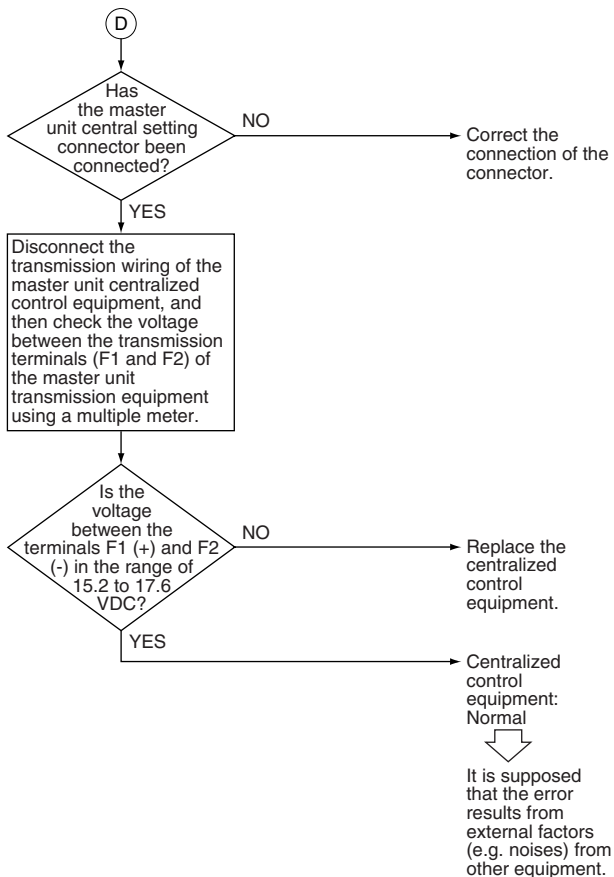 D
Has
the master
unit central setting
connector been
connected?
NO
Correct the
connection of the
connector.
YES
Disconnect the
transmission wiring of the
master unit centralized
control equipment, and
then check the voltage
between the transmission
terminals (F1 and F2) of
the master unit
transmission equipment
using a multiple meter.
Is the
voltage
between the
terminals F1 (+) and F2
(-) in the range of
15.2 to 17.6
VDC?
NO
Replace the
centralized
control
equipment.
YES
Centralized
control
equipment:
Normal
It is supposed
that the error
results from
external factors
(e.g. noises) from
other equipment.